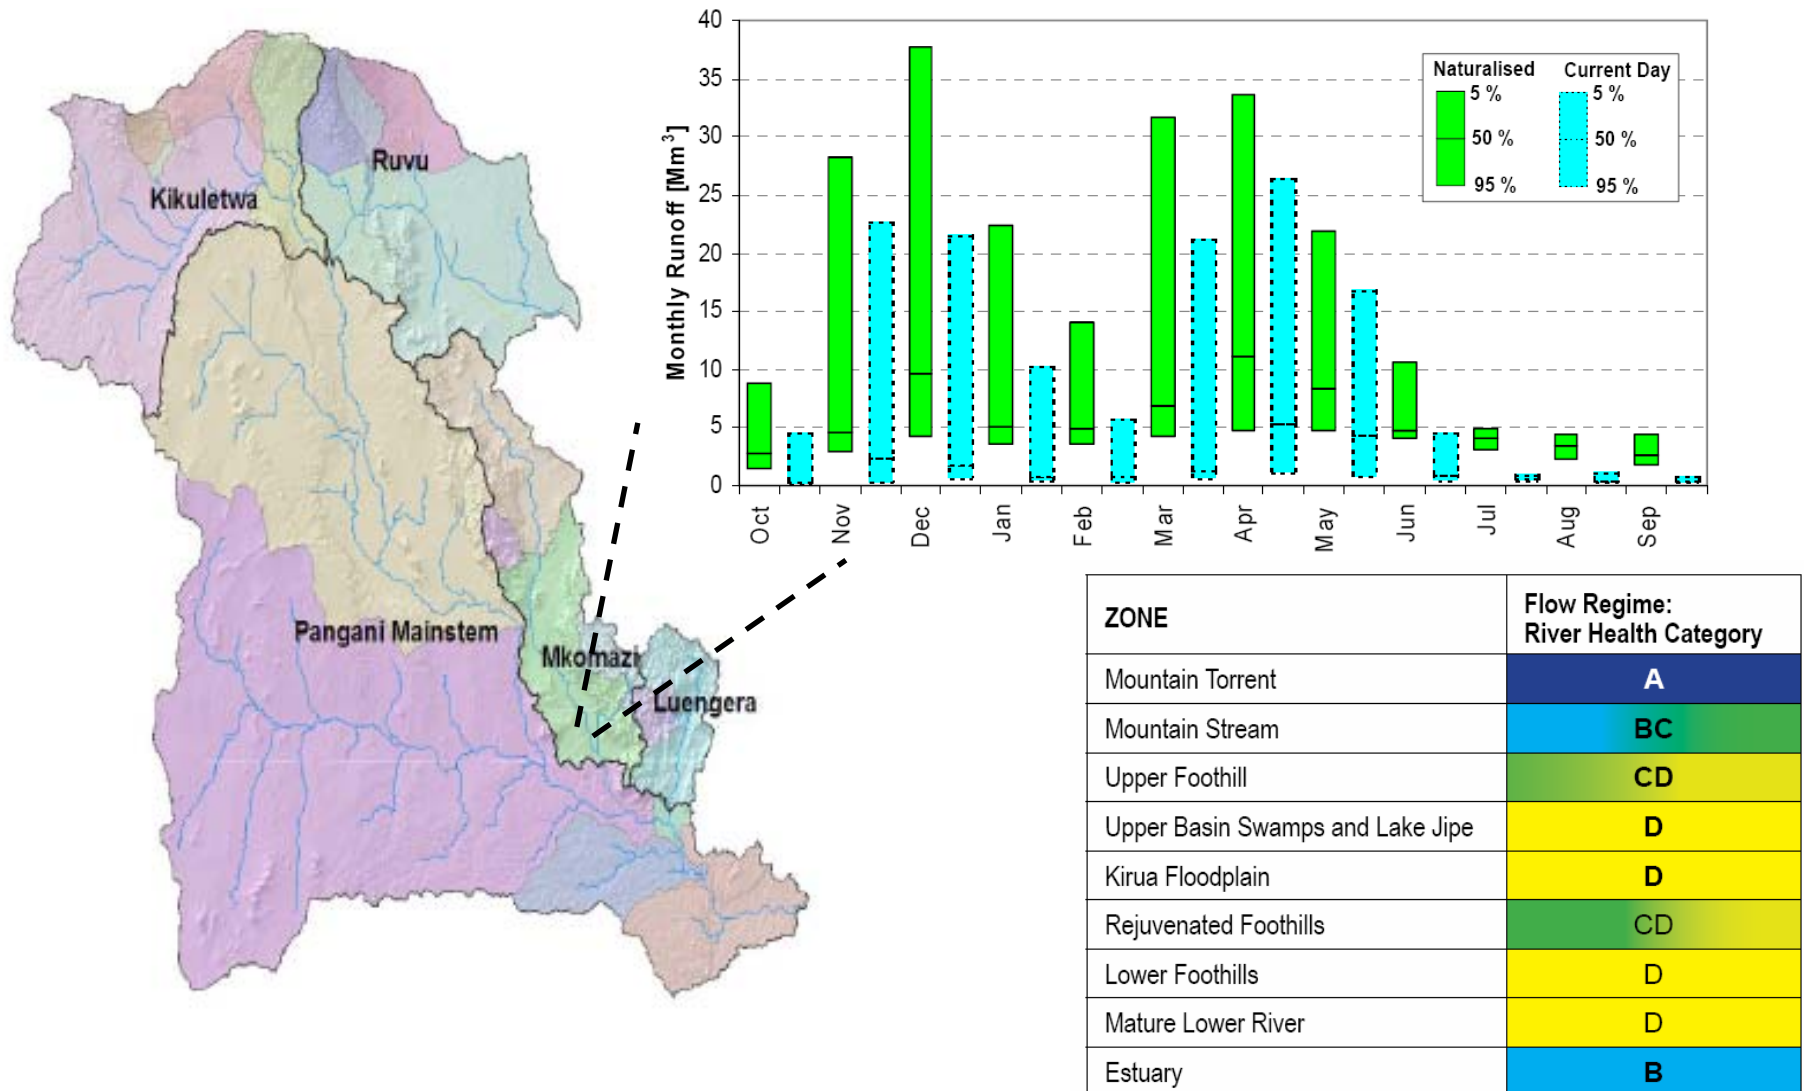 Kikuletwa
Ruvu
Pangani Mainstem
Mkomazi
Luengera
Monthly Runoff [Mm³]
40
35
30
25
20
15
10
5
0
Oct
Nov
Dec
Jan
Feb
Mar
Apr
May
Jun
Jul
Aug
Sep
Naturalised Current Day
5 % 5 %
50 % 50 %
95 % 95 %
ZONE
Flow Regime:
River Health Category
Mountain Torrent A
Mountain Stream BC
Upper Foothill CD
Upper Basin Swamps and Lake Jipe D
Kirua Floodplain D
Rejuvenated Foothills CD
Lower Foothills D
Mature Lower River D
Estuary B